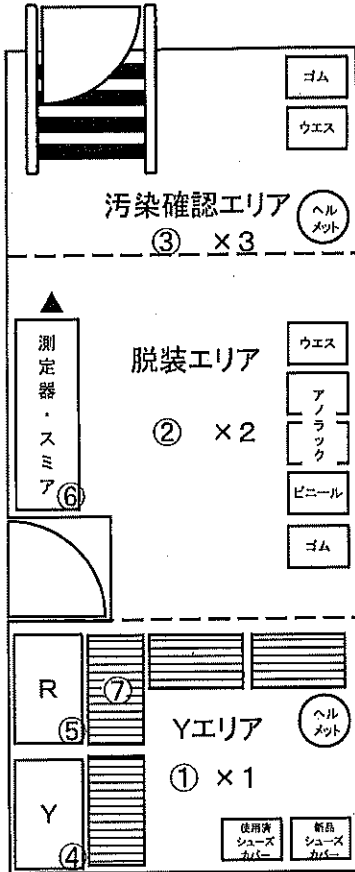 ゴム
ウエス
汚染確認エリア
ヘル
メット
③ ×3
▲
測定器・スミア
⑥
脱装エリア
② ×2
ウエス
アノラック
ビニール
ゴム
R
⑤
⑦
Yエリア
ヘル
メット
① ×1
Y
④
使用済
シューズ
カバー
新品
シューズ
カバー